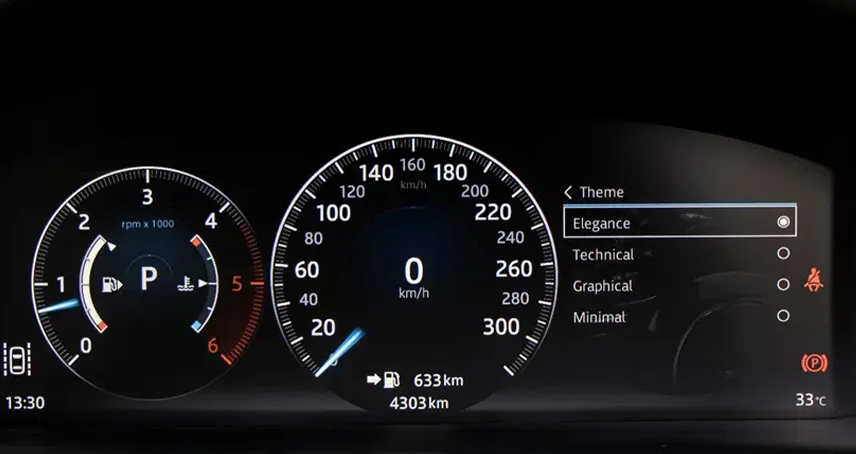 3
2
4
rpm x 1000
1
P
5
0
6
13:30
160
140
180
km/h
120
200
100
220
80
240
60
0
260
km/h
40
280
20
300
633km
4303km
Theme
Elegance
Technical
Graphical
Minimal
P
33°C